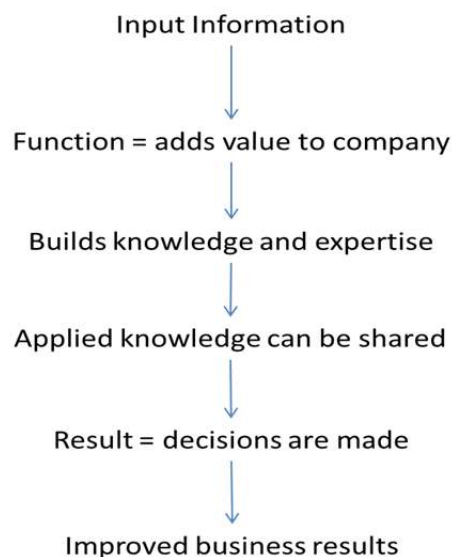 Input Information
Function = adds value to company
Builds knowledge and expertise
Applied knowledge can be shared
Result = decisions are made
Improved business results